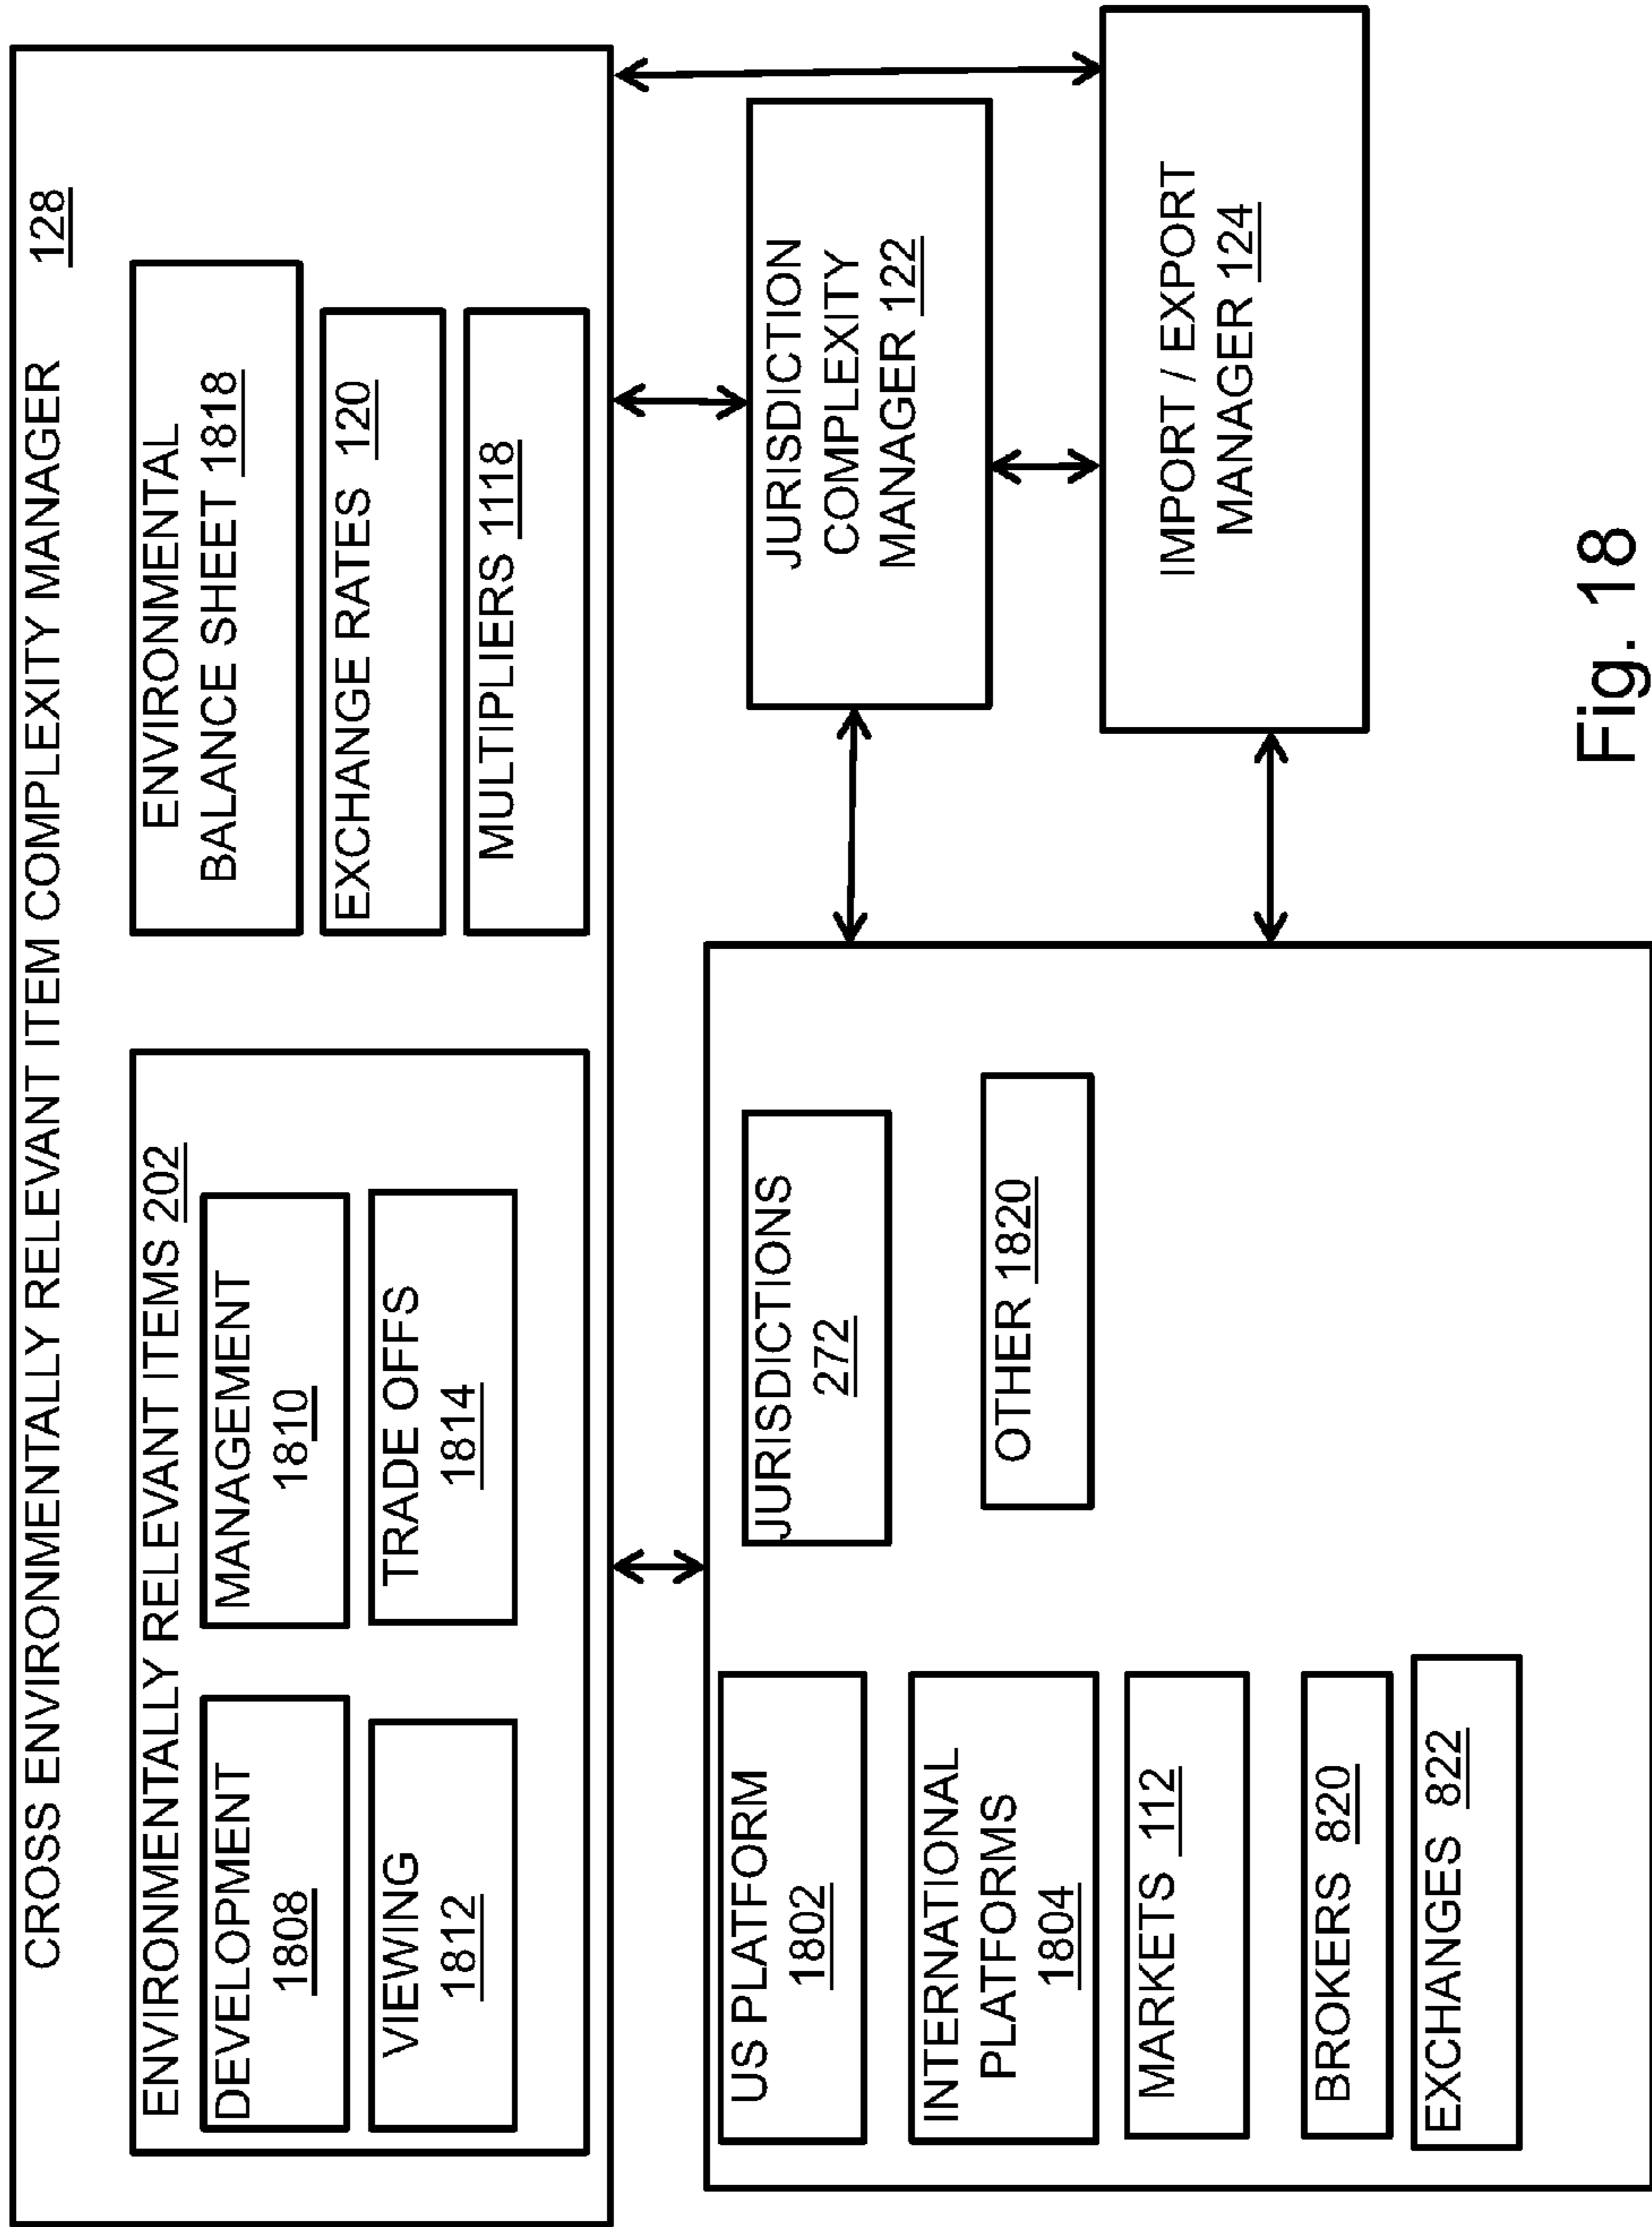 CROSS ENVIRONMENTALLY RELEVANT ITEM COMPLEXITY MANAGER 128
ENVIRONMENTALLY RELEVANT ITEMS 202
DEVELOPMENT
1808
MANAGEMENT
1810
VIEWING
1812
TRADE OFFS
1814
ENVIRONMENTAL
BALANCE SHEET 1818
EXCHANGE RATES 120
MULTIPLIERS 1118
US PLATFORM
1802
INTERNATIONAL
PLATFORMS
1804
MARKETS 112
BROKERS 820
EXCHANGES 822
JURISDICTIONS
272
OTHER 1820
JURISDICTION
COMPLEXITY
MANAGER 122
IMPORT / EXPORT
MANAGER 124
Fig. 18